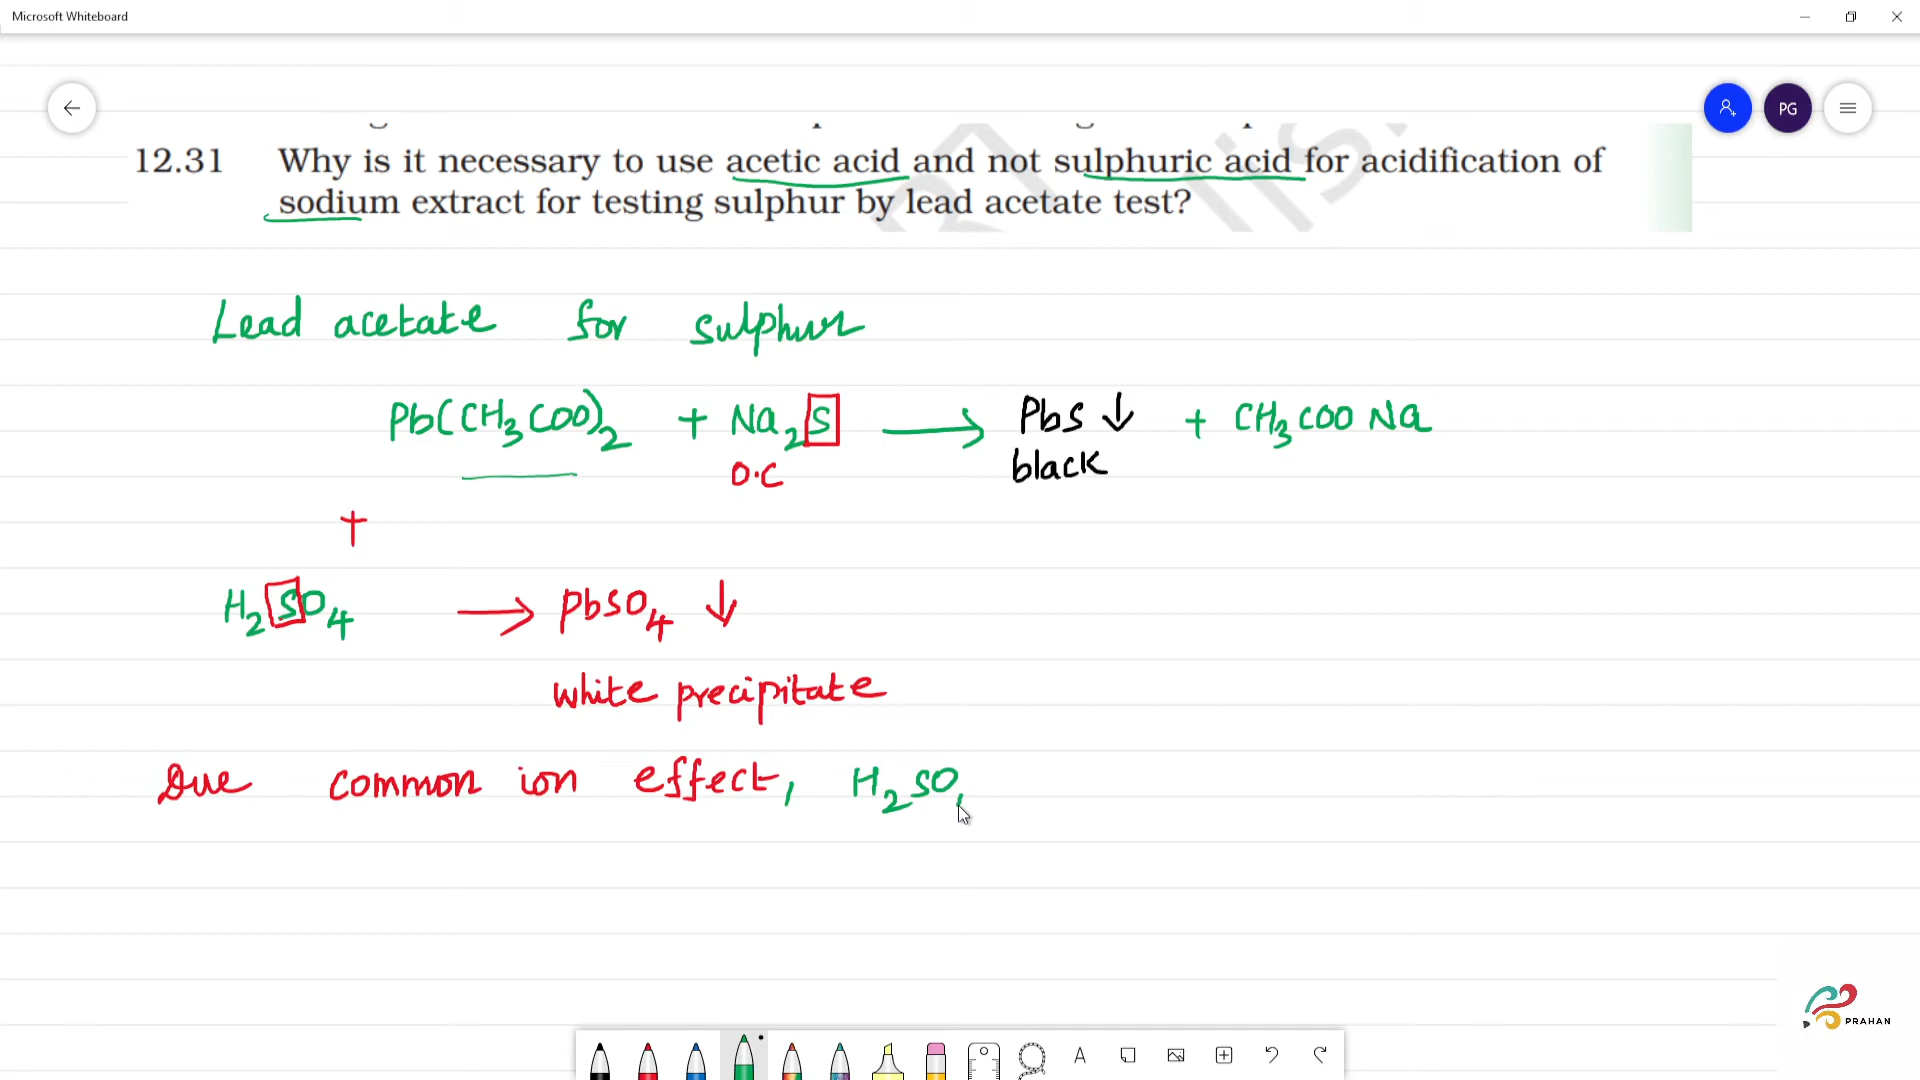 Microsoft Whiteboard
PG
12.31 Why is it necessary to use acetic acid and not sulphuric acid for acidification of
sodium extract for testing sulphur by lead acetate test?
Lead acetate for sulphur
Pb(CH₃COO)₂ + Na₂S → PbS ↓ + CH₃COONa
O.C black
+
H₂SO₄ → PbSO₄ ↓
white precipitate
Due common ion effect, H₂SO
A
PRAHAN